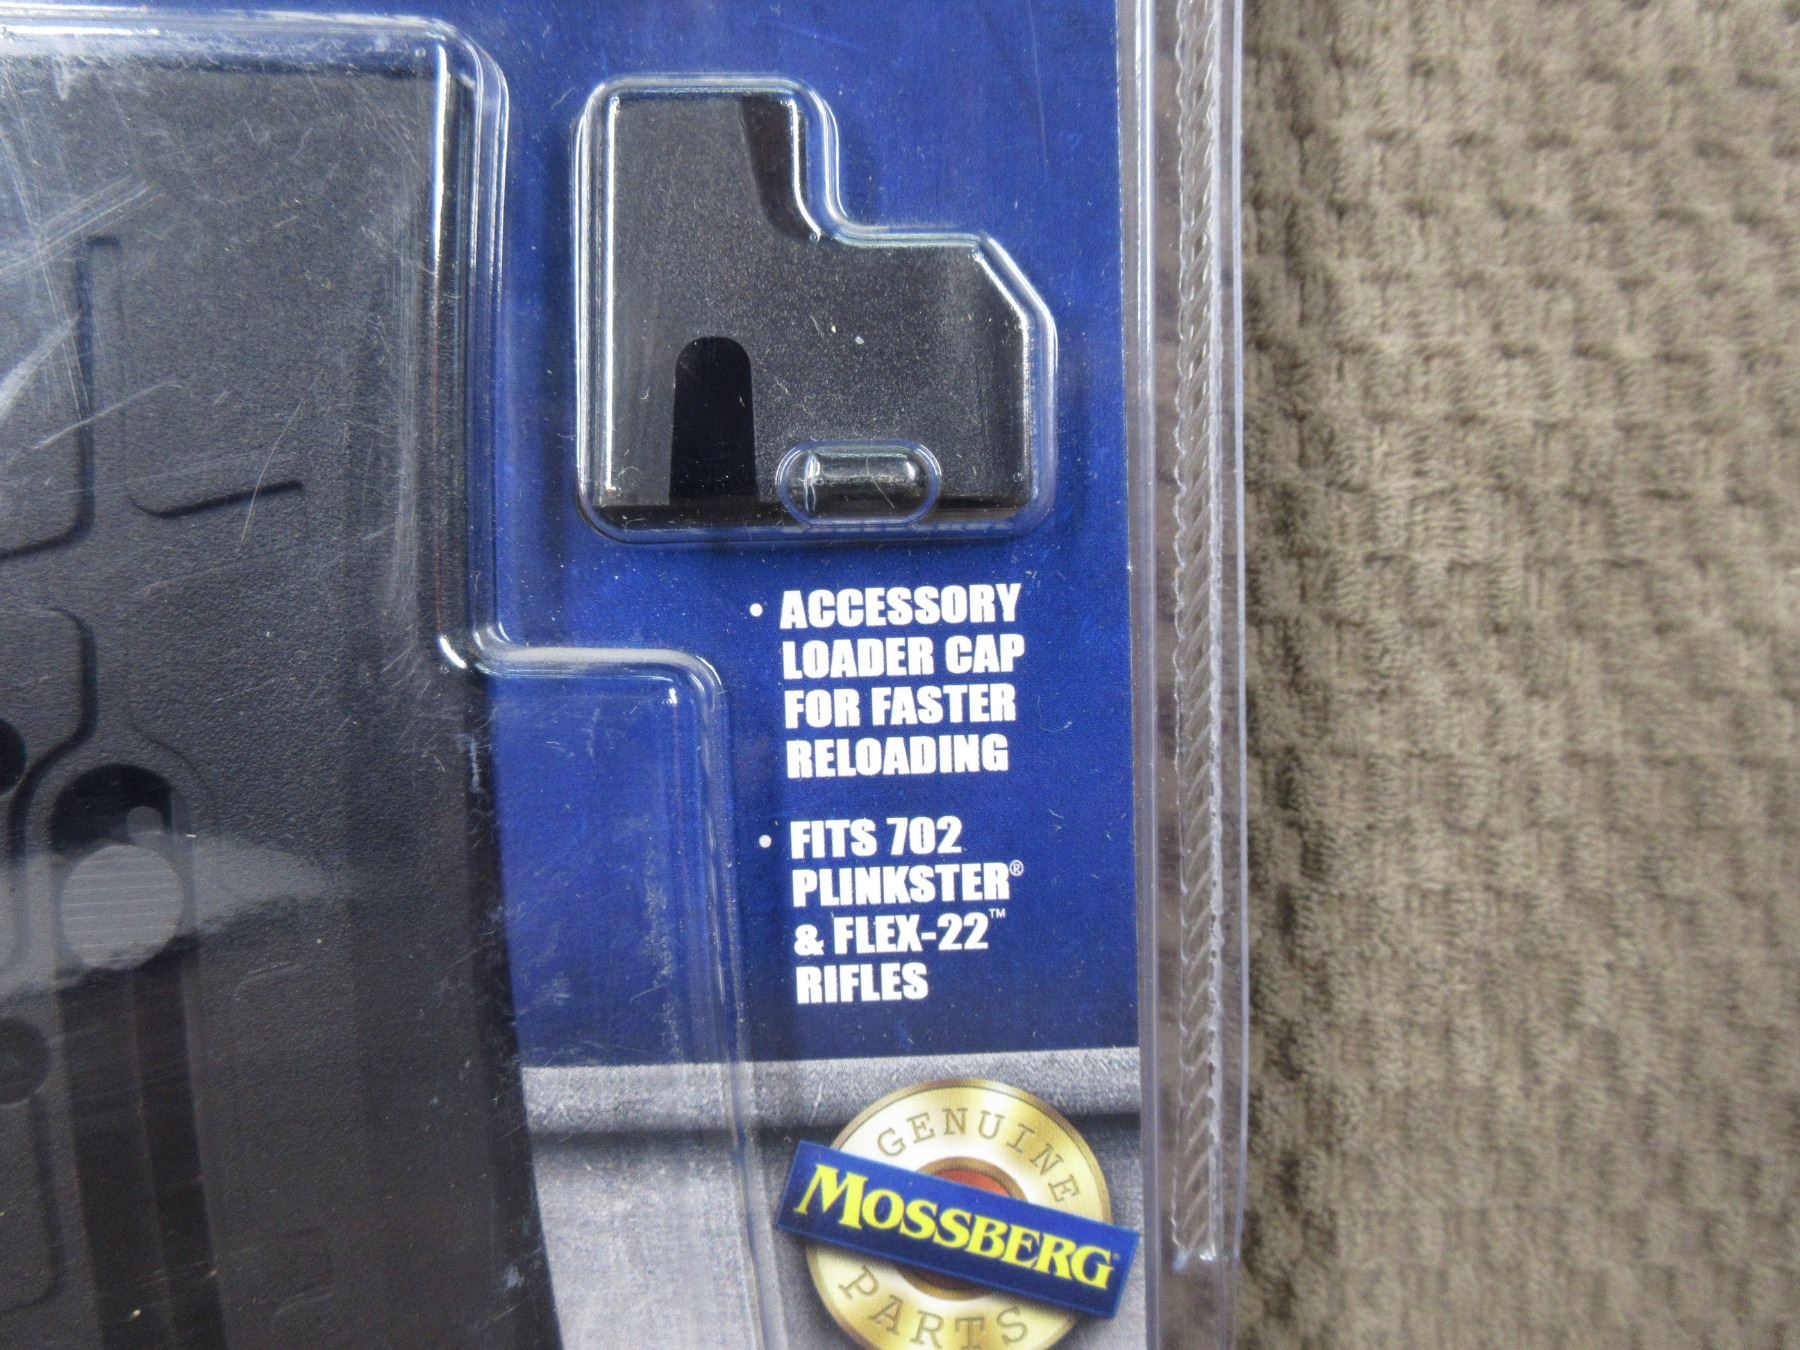 • ACCESSORY
LOADER CAP
FOR FASTER
RELOADING
• FITS 702
PLINKSTER®
& FLEX-22™
RIFLES
GENUINE
MOSSBERG
PARTS